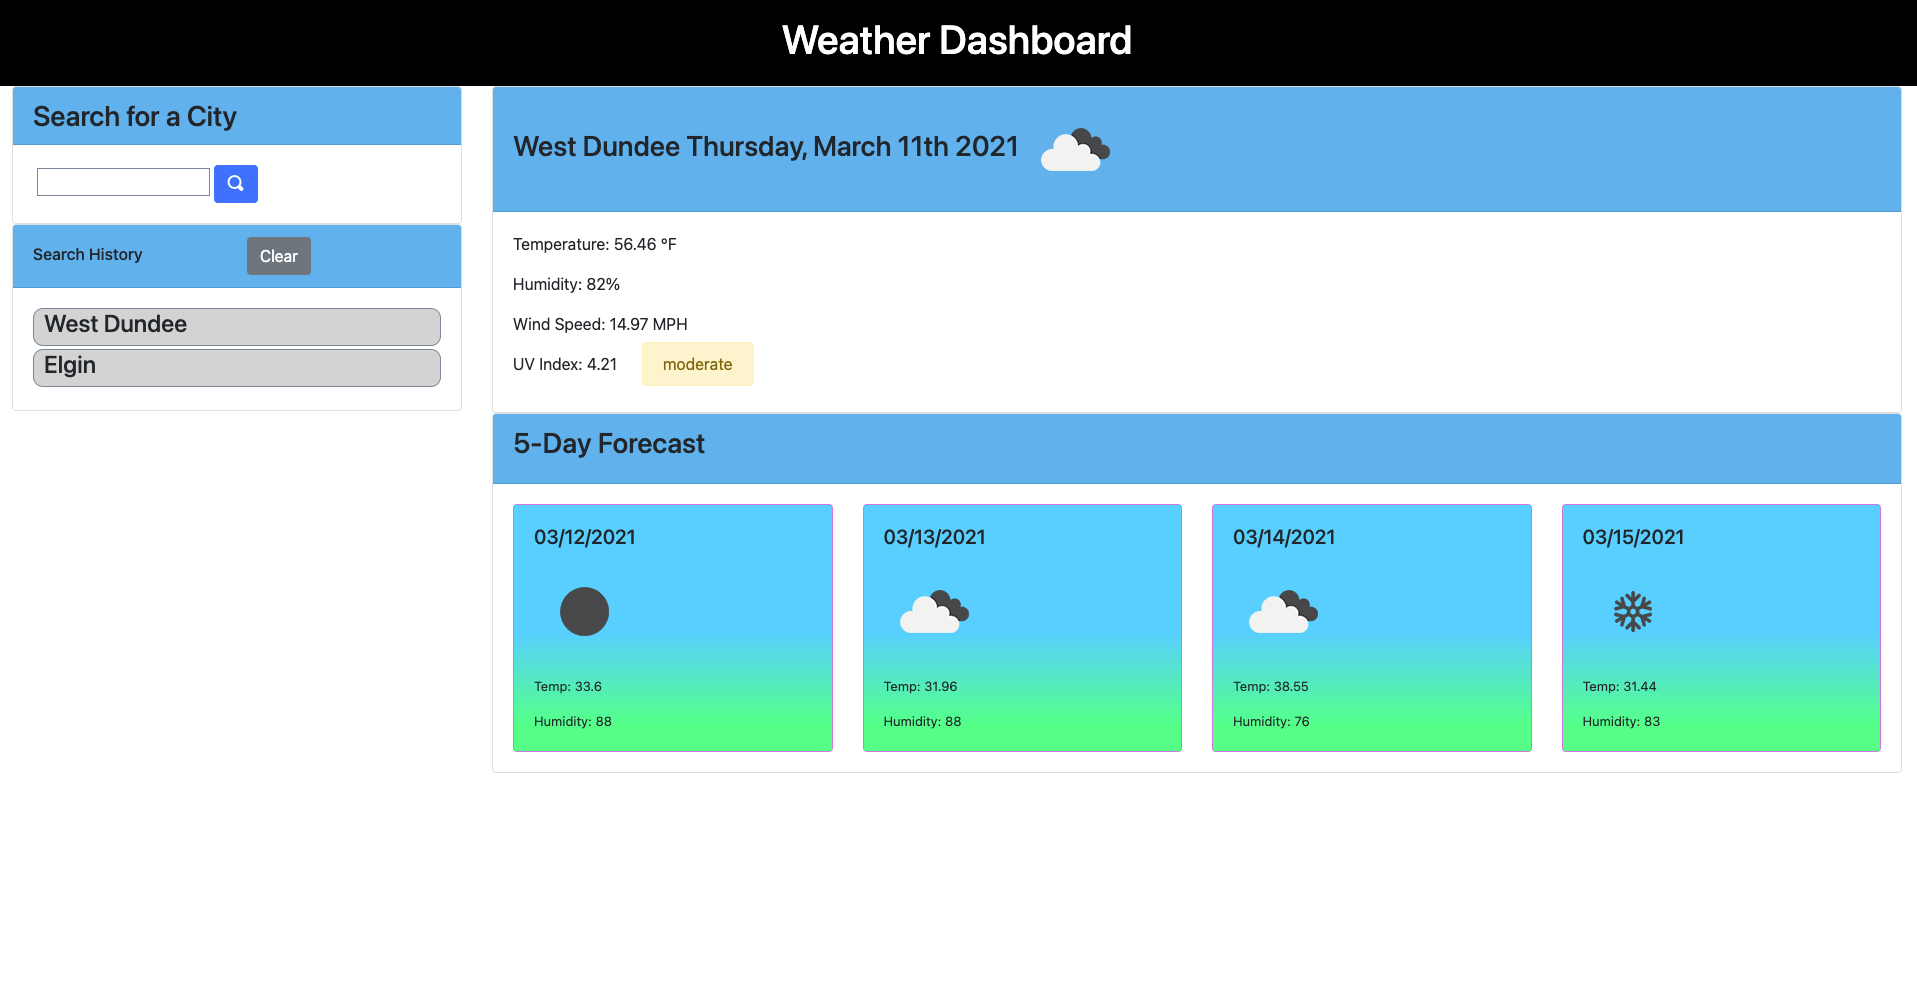 Weather Dashboard
Search for a City
Search History
Clear
West Dundee
Elgin
West Dundee Thursday, March 11th 2021
Temperature: 56.46 °F
Humidity: 82%
Wind Speed: 14.97 MPH
UV Index: 4.21 moderate
5-Day Forecast
03/12/2021
Temp: 33.6
Humidity: 88
03/13/2021
Temp: 31.96
Humidity: 88
03/14/2021
Temp: 38.55
Humidity: 76
03/15/2021
Temp: 31.44
Humidity: 83